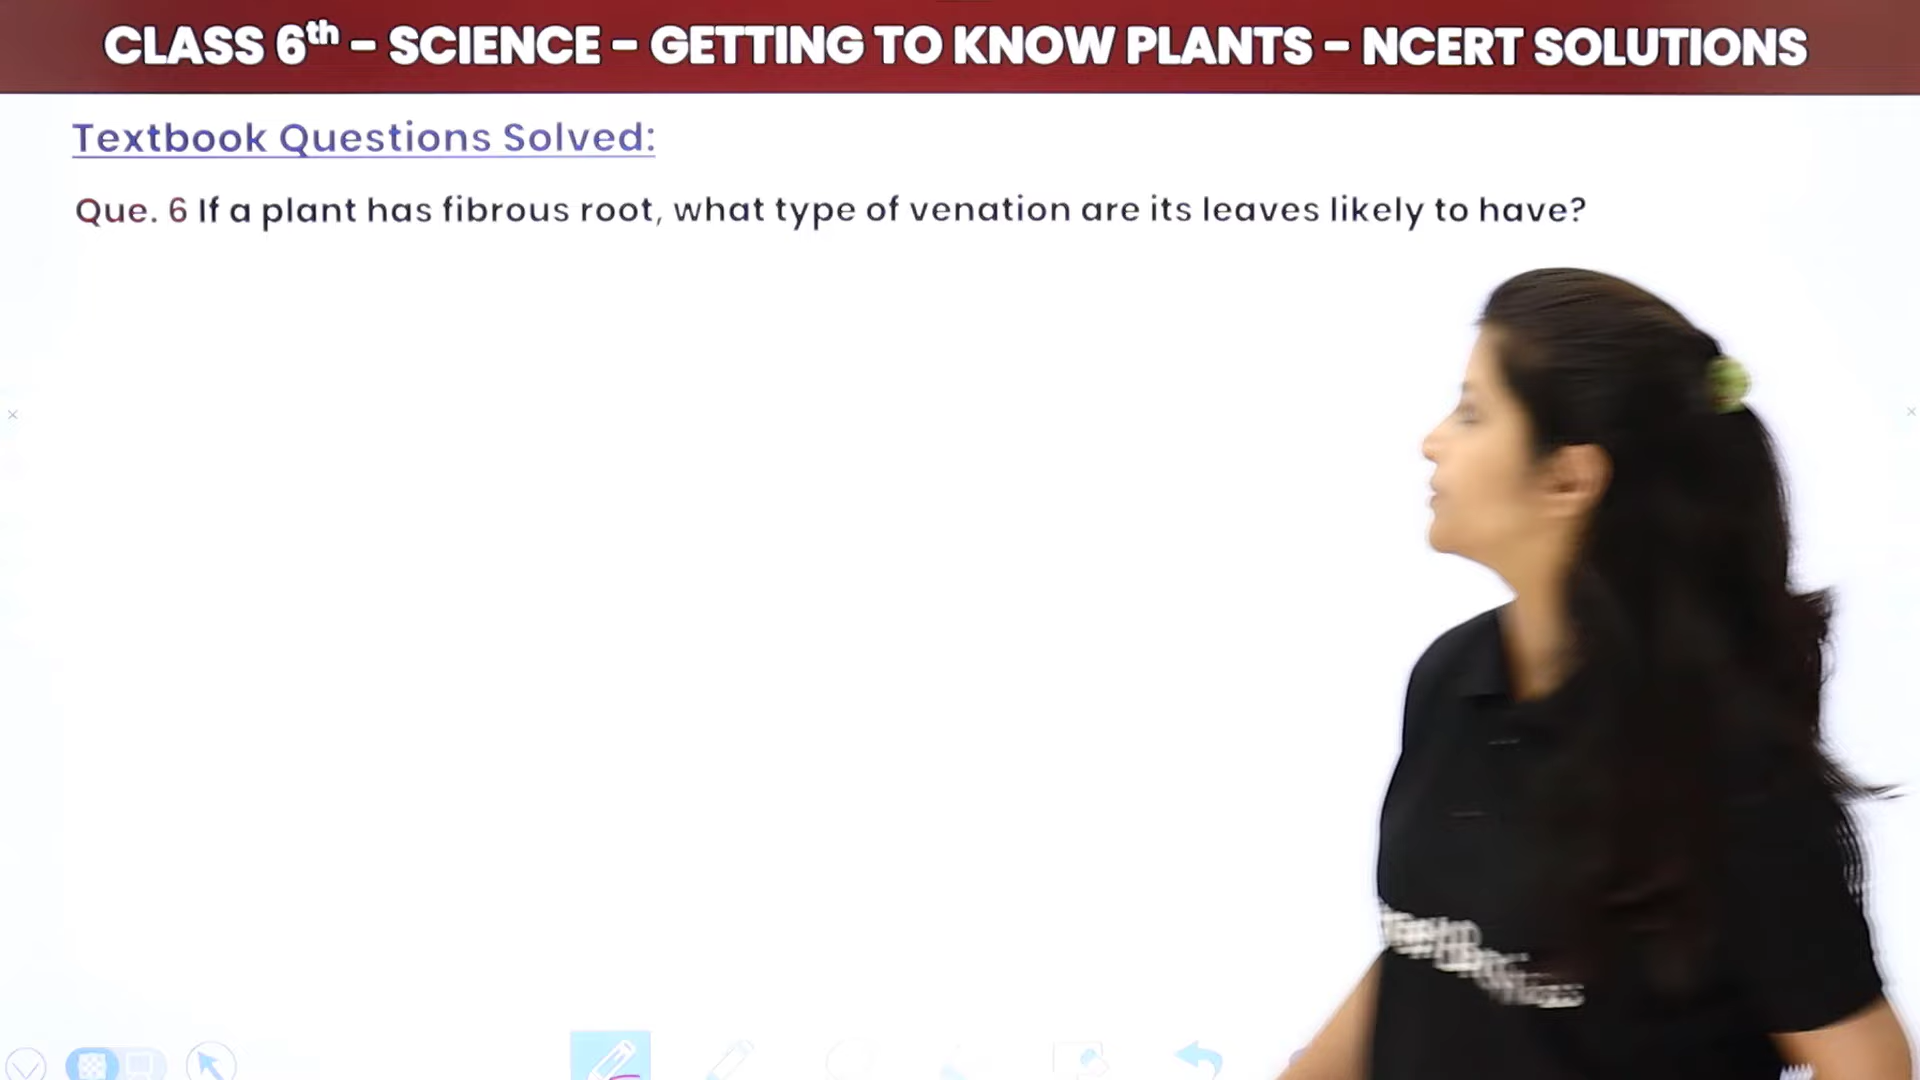 CLASS 6th - SCIENCE - GETTING TO KNOW PLANTS - NCERT SOLUTIONS
Textbook Questions Solved:
Que. 6 If a plant has fibrous root, what type of venation are its leaves likely to have?